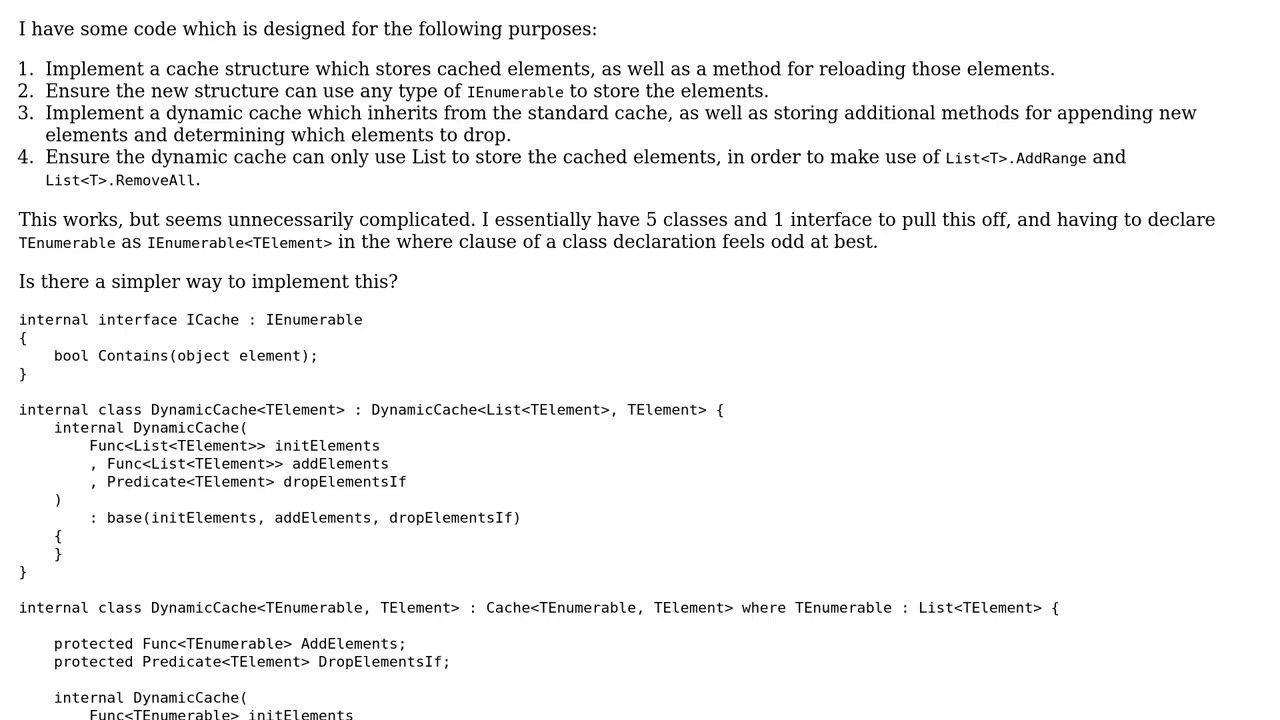 I have some code which is designed for the following purposes:
1. Implement a cache structure which stores cached elements, as well as a method for reloading those elements.
2. Ensure the new structure can use any type of IEnumerable to store the elements.
3. Implement a dynamic cache which inherits from the standard cache, as well as storing additional methods for appending new
elements and determining which elements to drop.
4. Ensure the dynamic cache can only use List to store the cached elements, in order to make use of List<T>.AddRange and
List<T>.RemoveAll.
This works, but seems unnecessarily complicated. I essentially have 5 classes and 1 interface to pull this off, and having to declare
TEnumerable as IEnumerable<TElement> in the where clause of a class declaration feels odd at best.
Is there a simpler way to implement this?
internal interface ICache : IEnumerable
{
    bool Contains(object element);
}
internal class DynamicCache<TElement> : DynamicCache<List<TElement>, TElement> {
    internal DynamicCache(
        Func<List<TElement>> initElements
        , Func<List<TElement>> addElements
        , Predicate<TElement> dropElementsIf
    )
        : base(initElements, addElements, dropElementsIf)
    {
    }
}
internal class DynamicCache<TEnumerable, TElement> : Cache<TEnumerable, TElement> where TEnumerable : List<TElement> {
    protected Func<TEnumerable> AddElements;
    protected Predicate<TElement> DropElementsIf;
    internal DynamicCache(
        Func<TEnumerable> initElements